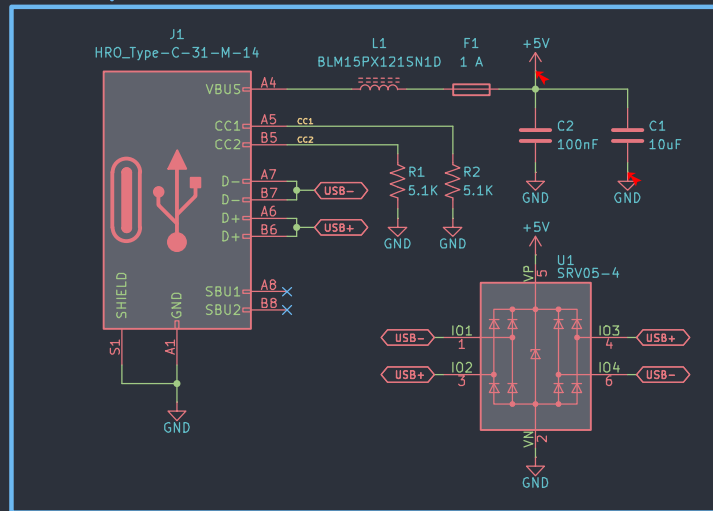 J1
HRO_Type-C-31-M-14
VBUS A4
CC1 A5 CC1
CC2 B5 CC2
D- A7
D- B7
USB-
D+ A6
D+ B6
USB+
SBU1 A8
SBU2 B8
SHIELD
GND
S1
A1
GND
L1
BLM15PX121SN1D
F1
1 A
+5V
R1
5.1K
R2
5.1K
GND
GND
C2
100nF
C1
10uF
GND
GND
+5V
U1
SRV05-4
VP
5
USB- IO1
1
USB+ IO2
3
IO3 USB+
4
IO4 USB-
6
VN
2
GND